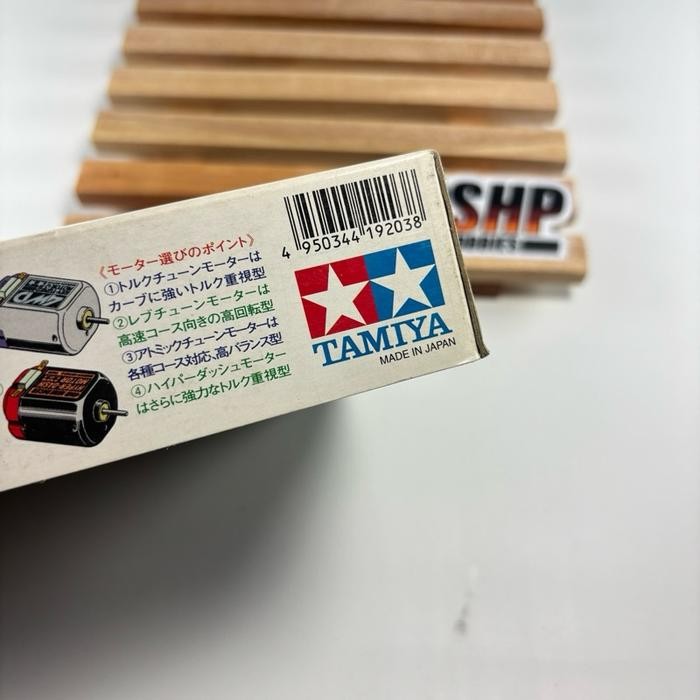 《モーター選びのポイント》
①トルクチューンモーターは
カーブに強いトルク重視型
②レブチューンモーターは
高速コース向きの高回転型
③アトミックチューンモーターは
各種コース対応、高バランス型
④ハイパーダッシュモーター
はさらに強力なトルク重視型
4 950344 192038
TAMIYA
MADE IN JAPAN
SHP
HYPER DASH
MOTOR